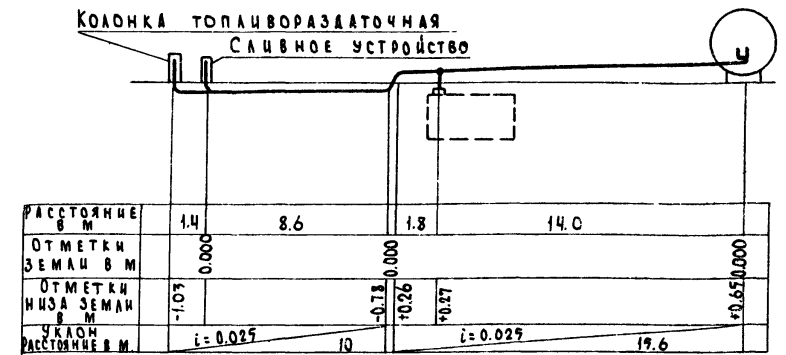 КОЛОНКА ТОПЛИВОРАЗДАТОЧНАЯ
СЛИВНОЕ УСТРОЙСТВО
РАССТОЯНИЕ В М
1.4 8.6 1.8 14.0
ОТМЕТКИ ЗЕМЛИ В М
0.000 0.000 0.000
ОТМЕТКИ НИЗА ЗЕМЛИ В М
-1.03 -0.78 +0.26 +0.27 +0.65
УКЛОН РАССТОЯНИЕ В М.
i=0.025 10 i=0.025 15.6